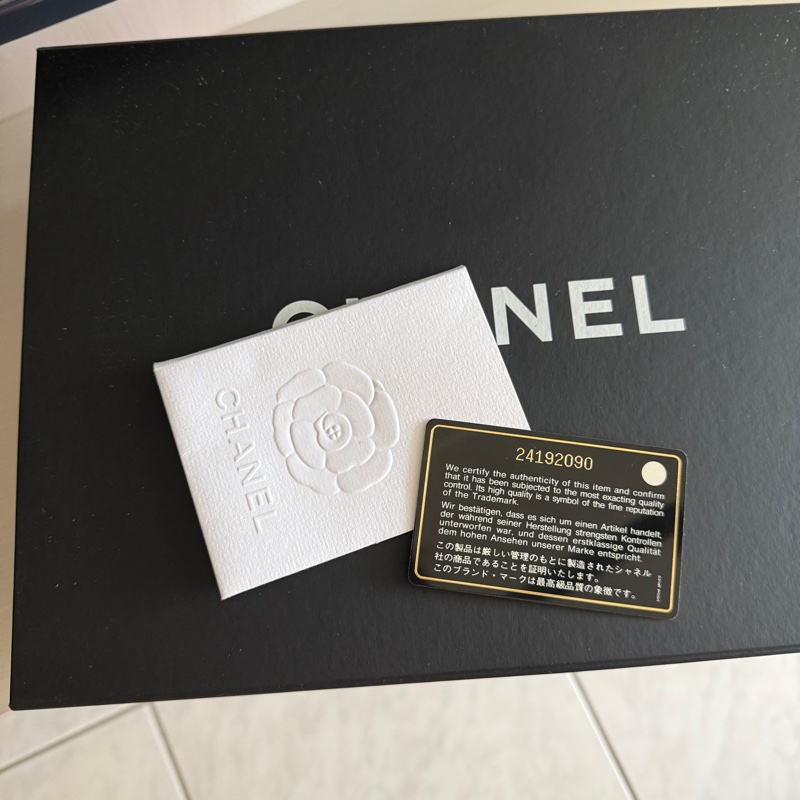 CHANEL
CHANEL
24192090
We certify the authenticity of this item and confirm
that it has been subjected to the most exacting quality
control. Its high quality is a symbol of the fine reputation
of the Trademark.
Wir bestätigen, dass es sich um einen Artikel handelt,
der während seiner Herstellung strengsten Kontrollen
unterworfen war, und dessen erstklassige Qualität
dem hohen Ansehen unserer Marke entspricht.
この製品は厳しい管理のもとに製造されたシャネル
社の商品であることを証明いたします。
このブランド・マークは最高級品質の象徴です。